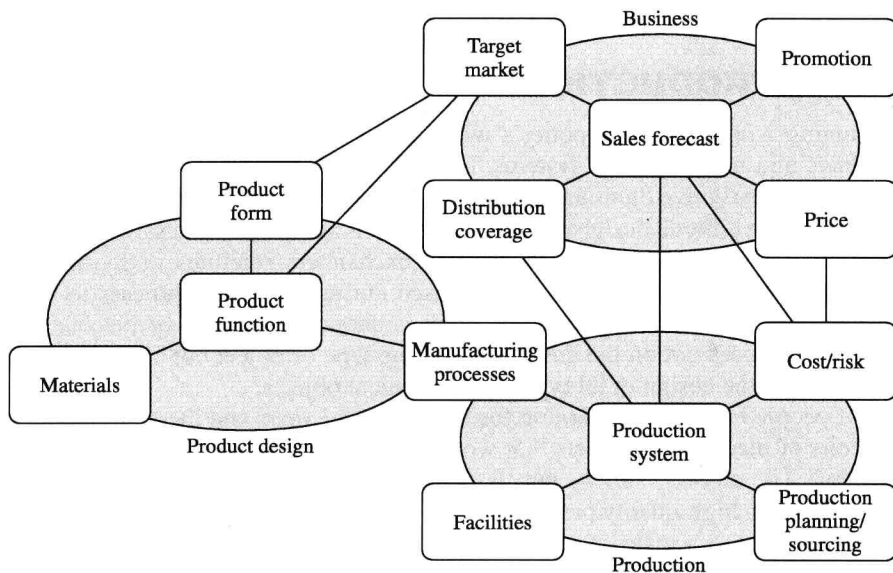 Business
Target
market
Promotion
Sales forecast
Product
form
Distribution
coverage
Price
Product
function
Manufacturing
processes
Cost/risk
Materials
Product design
Production
system
Facilities
Production
planning/
sourcing
Production